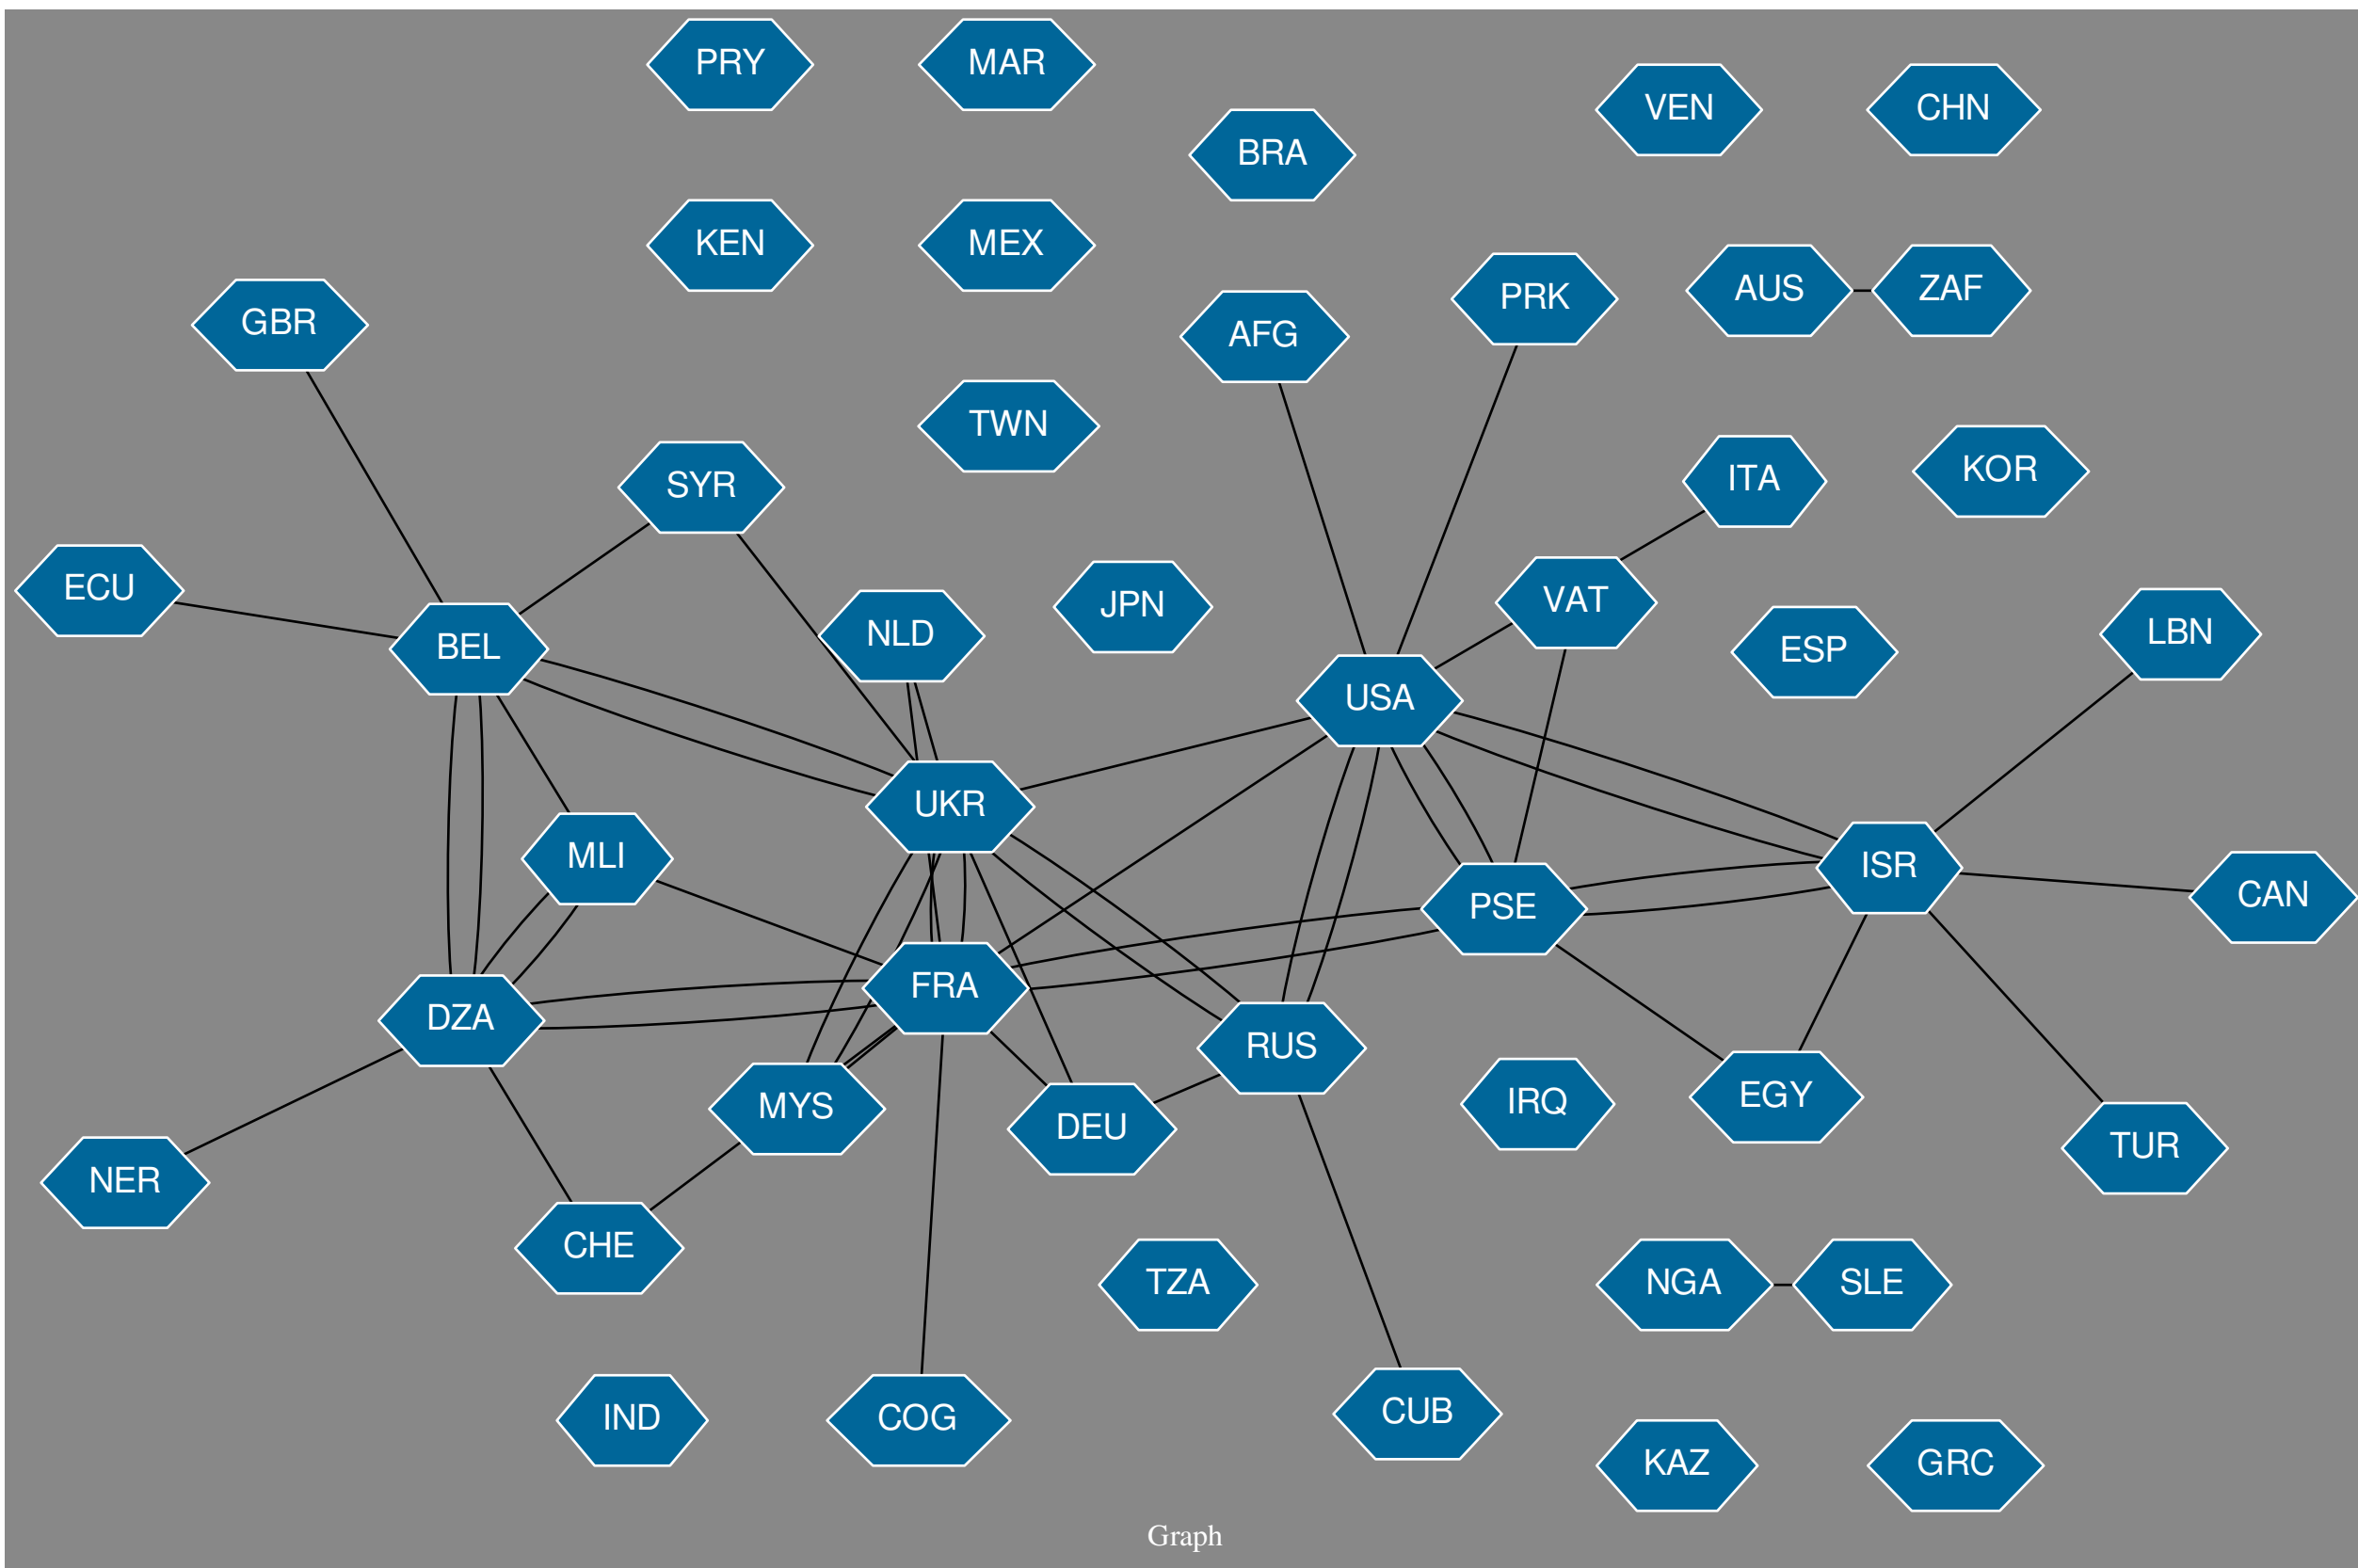 PRY
MAR
VEN
CHN
BRA
KEN
MEX
AUS
ZAF
PRK
GBR
AFG
TWN
KOR
ITA
SYR
ECU
VAT
JPN
LBN
NLD
BEL
ESP
USA
UKR
MLI
ISR
CAN
PSE
FRA
DZA
RUS
EGY
IRQ
MYS
DEU
TUR
NER
CHE
TZA
NGA
SLE
CUB
IND
COG
KAZ
GRC
Graph